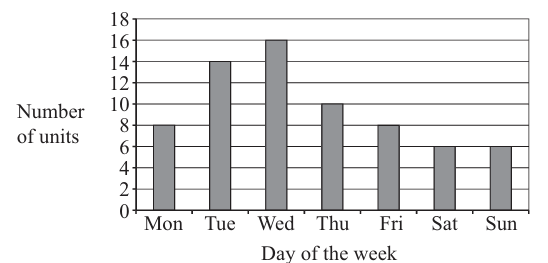 18
16
14
12
10
8
6
4
2
0
Number
of units
Mon Tue Wed Thu Fri Sat Sun
Day of the week